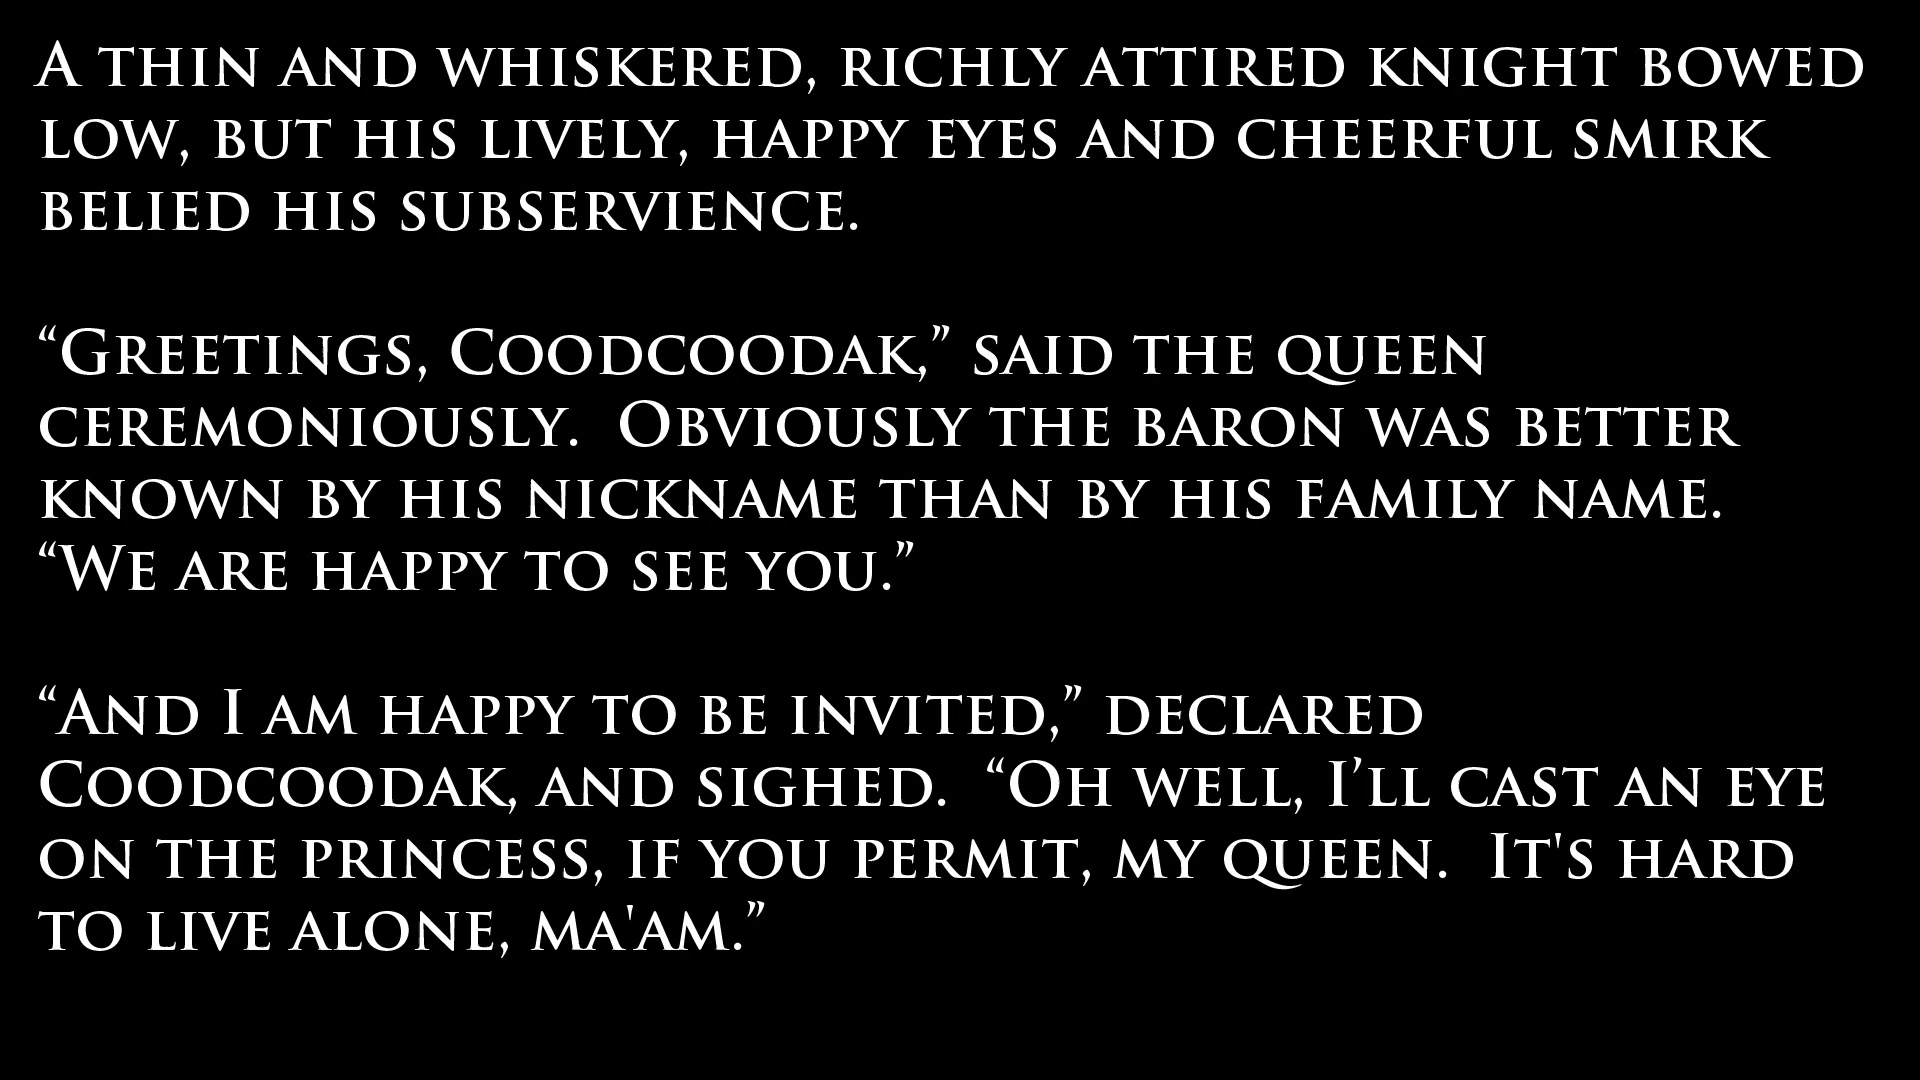 A thin and whiskered, richly attired knight bowed
low, but his lively, happy eyes and cheerful smirk
belied his subservience.
“Greetings, Coodcoodak,” said the queen
ceremoniously.  Obviously the baron was better
known by his nickname than by his family name.
“We are happy to see you.”
“And I am happy to be invited,” declared
Coodcoodak, and sighed.  “Oh well, I’ll cast an eye
on the princess, if you permit, my queen.  It's hard
to live alone, ma'am.”